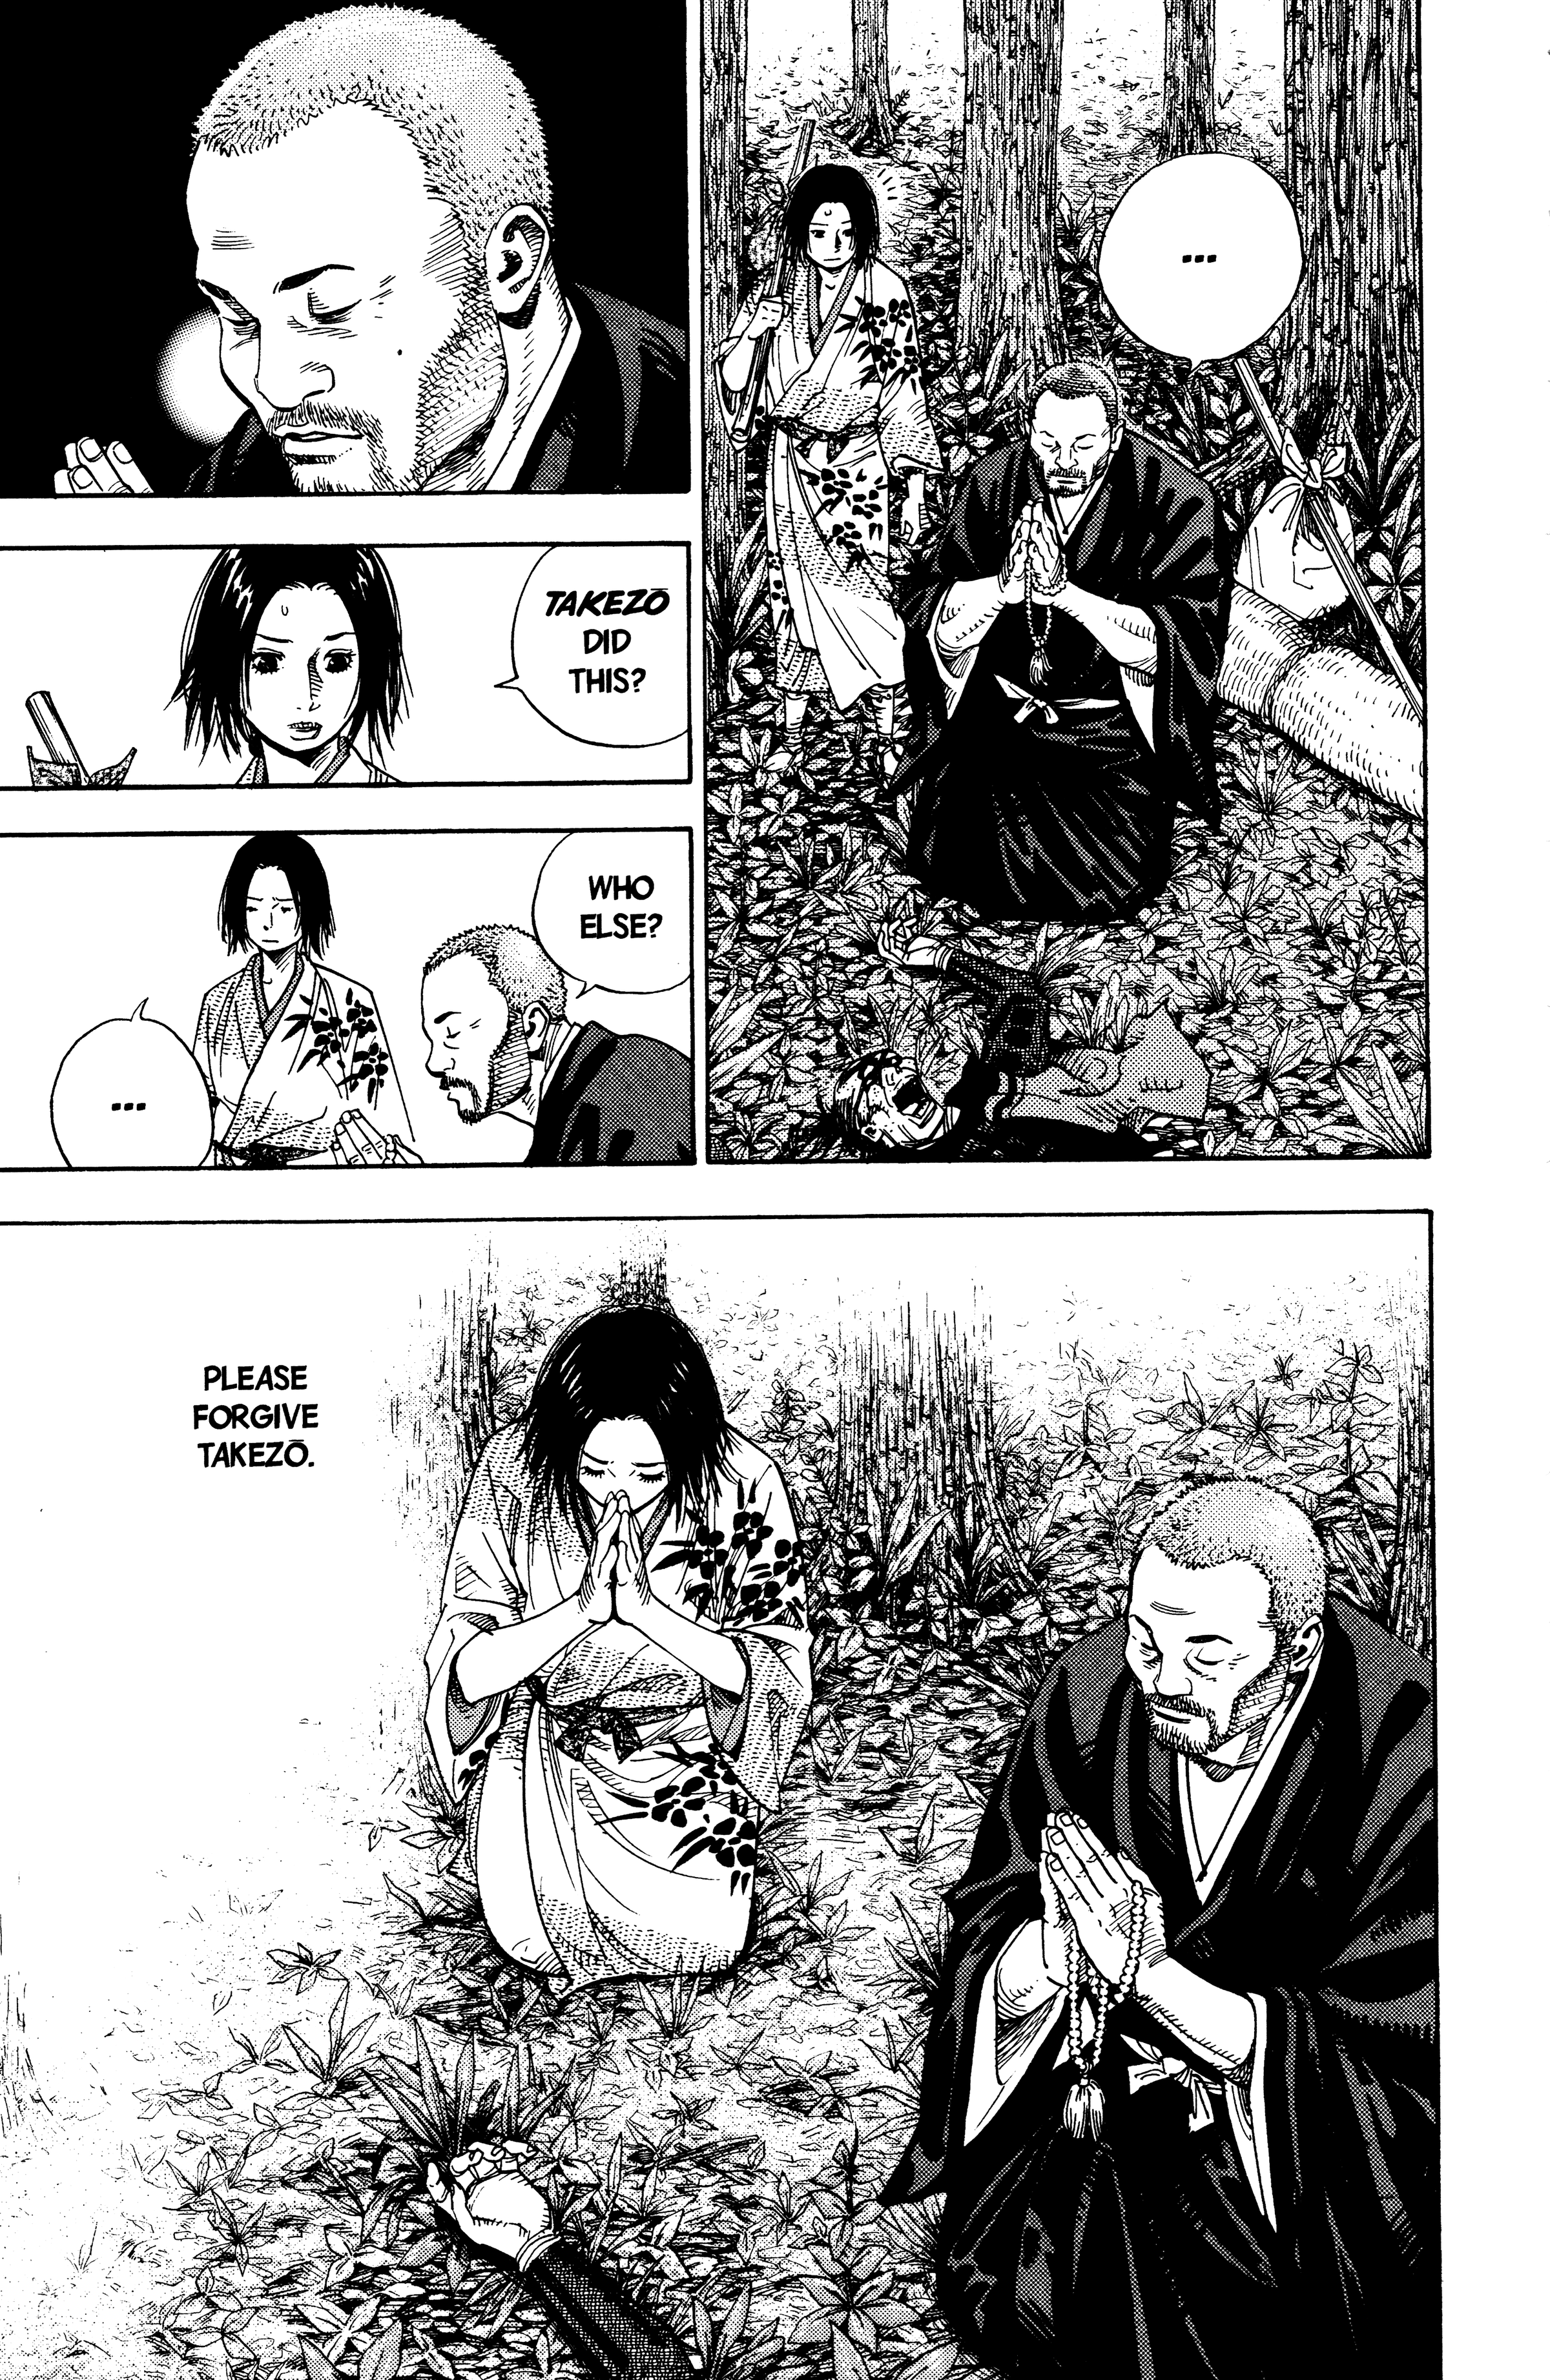 ...
TAKEZŌ
DID
THIS?
WHO
ELSE?
...
PLEASE
FORGIVE
TAKEZŌ.